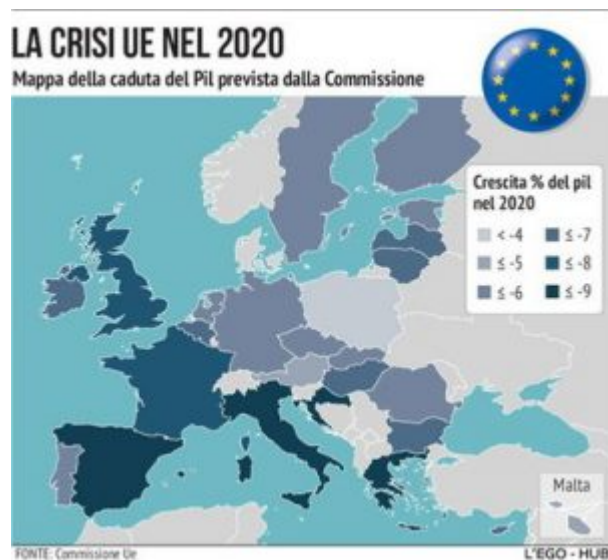 LA CRISI UE NEL 2020
Mappa della caduta del Pil prevista dalla Commissione
Crescita % del pil
nel 2020
< -4 ≤ -7
≤ -5 ≤ -8
≤ -6 ≤ -9
Malta
FONTE: Commissione Ue
L'EGO - HUB